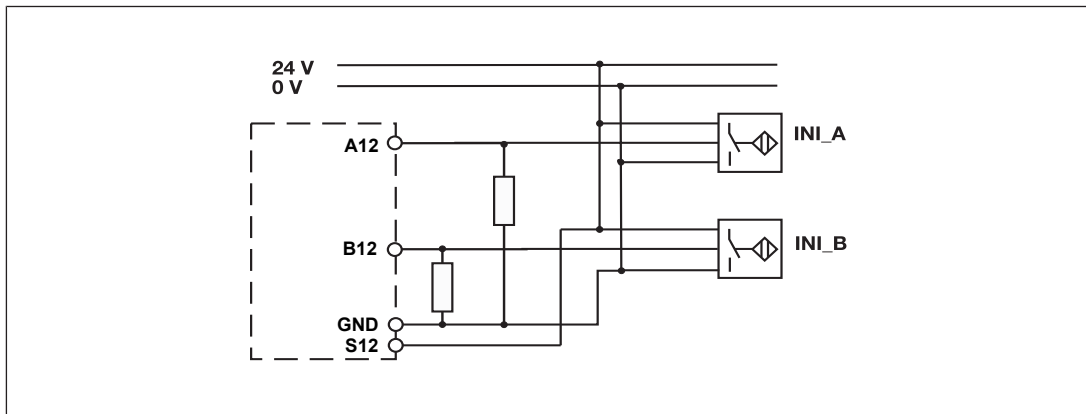 24 V
0 V
A12
INI_A
B12
INI_B
GND
S12